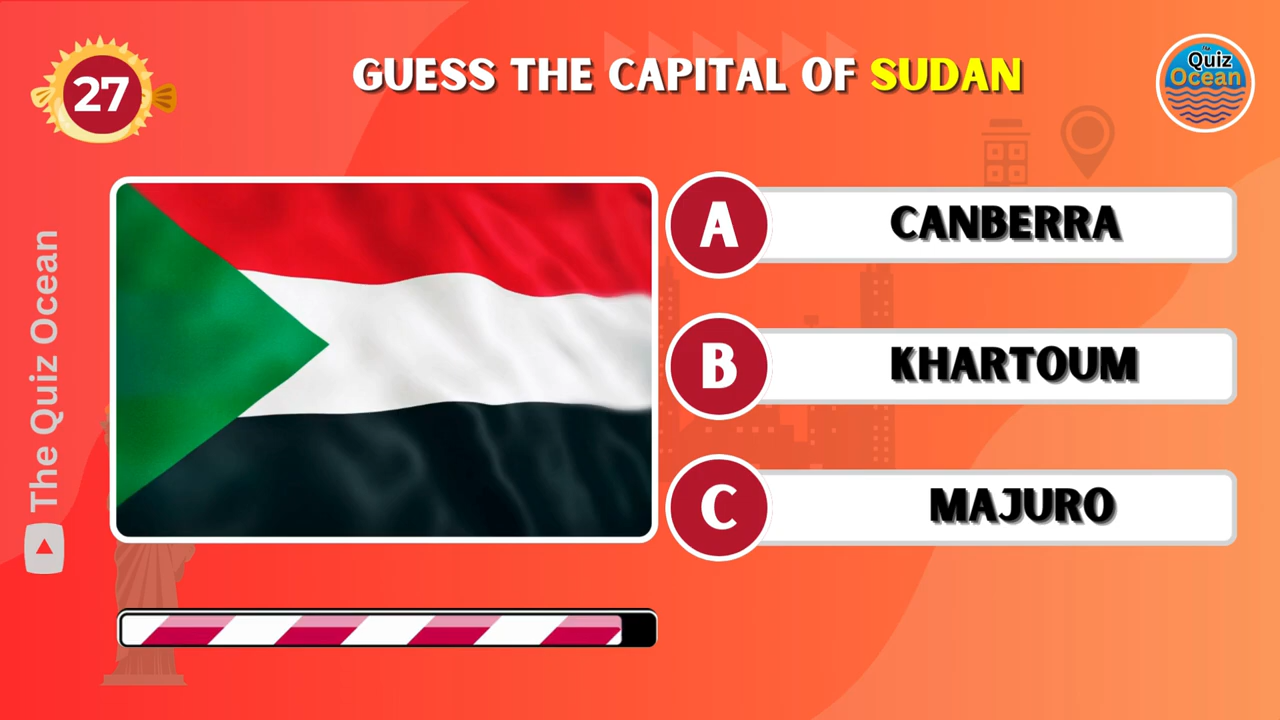 27
GUESS THE CAPITAL OF SUDAN
THE
Quiz
Ocean
The Quiz Ocean
A
CANBERRA
B
KHARTOUM
C
MAJURO